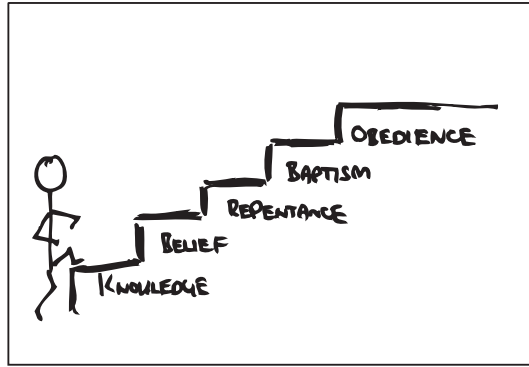 OBEDIENCE
BAPTISM
REPENTANCE
BELIEF
KNOWLEDGE